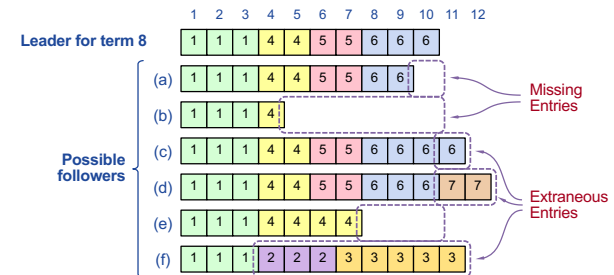 1 2 3 4 5 6 7 8 9 10 11 12
Leader for term 8 1 1 1 4 4 5 5 6 6 6
(a) 1 1 1 4 4 5 5 6 6
Missing
Entries
(b) 1 1 1 4
Possible
followers
(c) 1 1 1 4 4 5 5 6 6 6 6
(d) 1 1 1 4 4 5 5 6 6 6 7 7
Extraneous
Entries
(e) 1 1 1 4 4 4 4
(f) 1 1 1 2 2 2 3 3 3 3 3